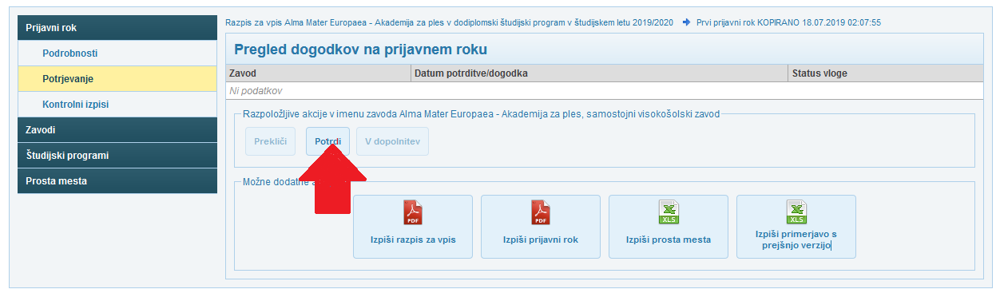 Prijavni rok
Podrobnosti
Potrjevanje
Kontrolni izpisi
Zavodi
Študijski programi
Prosta mesta
Razpis za vpis Alma Mater Europaea - Akademija za ples v dodiplomski študijski program v študijskem letu 2019/2020 Prvi prijavni rok KOPIRANO 18.07.2019 02:07:55
Pregled dogodkov na prijavnem roku
Zavod Datum potrditve/dogodka Status vloge
Ni podatkov
Razpoložljive akcije v imenu zavoda Alma Mater Europaea - Akademija za ples, samostojni visokošolski zavod
Prekliči Potrdi V dopolnitev
Možne dodatne
PDF PDF XLS XLS
Izpiši razpis za vpis Izpiši prijavni rok Izpiši prosta mesta Izpiši primerjavo s
prejšnjo verzijo